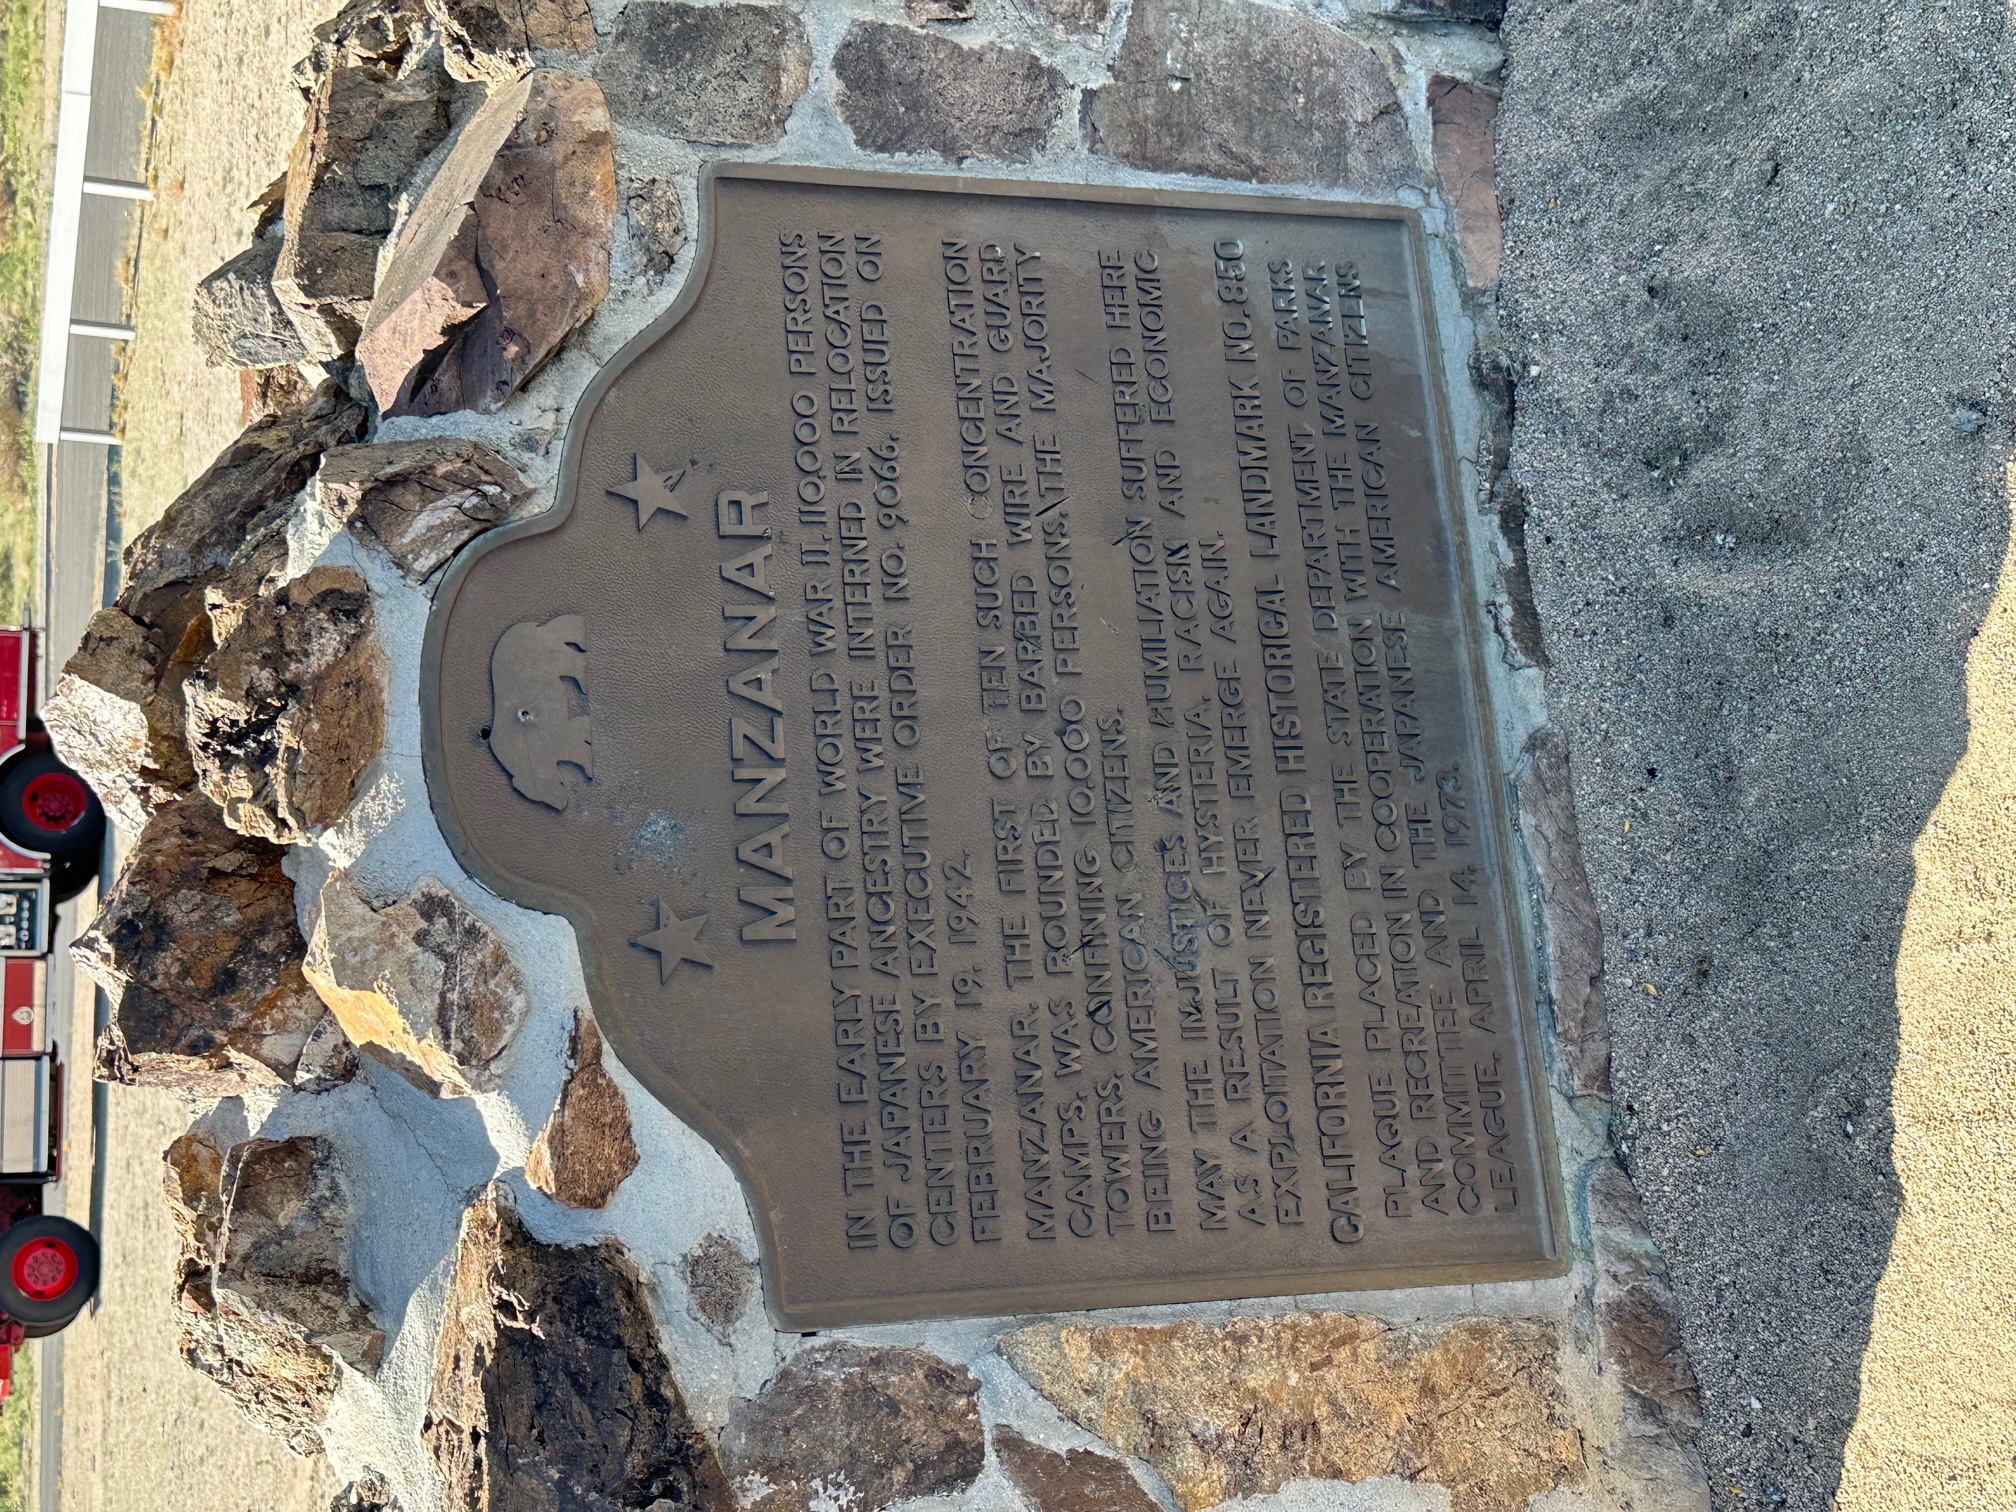 MANZANAR
IN THE EARLY PART OF WORLD WAR II, 110,000 PERSONS
OF JAPANESE ANCESTRY WERE INTERNED IN RELOCATION
CENTERS BY EXECUTIVE ORDER NO. 9066, ISSUED ON
FEBRUARY 19, 1942.
MANZANAR, THE FIRST OF TEN SUCH CONCENTRATION
CAMPS, WAS BOUNDED BY BARBED WIRE AND GUARD
TOWERS, CONFINING 10,000 PERSONS, THE MAJORITY
BEING AMERICAN CITIZENS.
MAY THE INJUSTICES AND HUMILIATION SUFFERED HERE
AS A RESULT OF HYSTERIA, RACISM AND ECONOMIC
EXPLOITATION NEVER EMERGE AGAIN.
CALIFORNIA REGISTERED HISTORICAL LANDMARK NO. 850
PLAQUE PLACED BY THE STATE DEPARTMENT OF PARKS
AND RECREATION IN COOPERATION WITH THE MANZANAR
COMMITTEE AND THE JAPANESE AMERICAN CITIZENS
LEAGUE, APRIL 14, 1973.